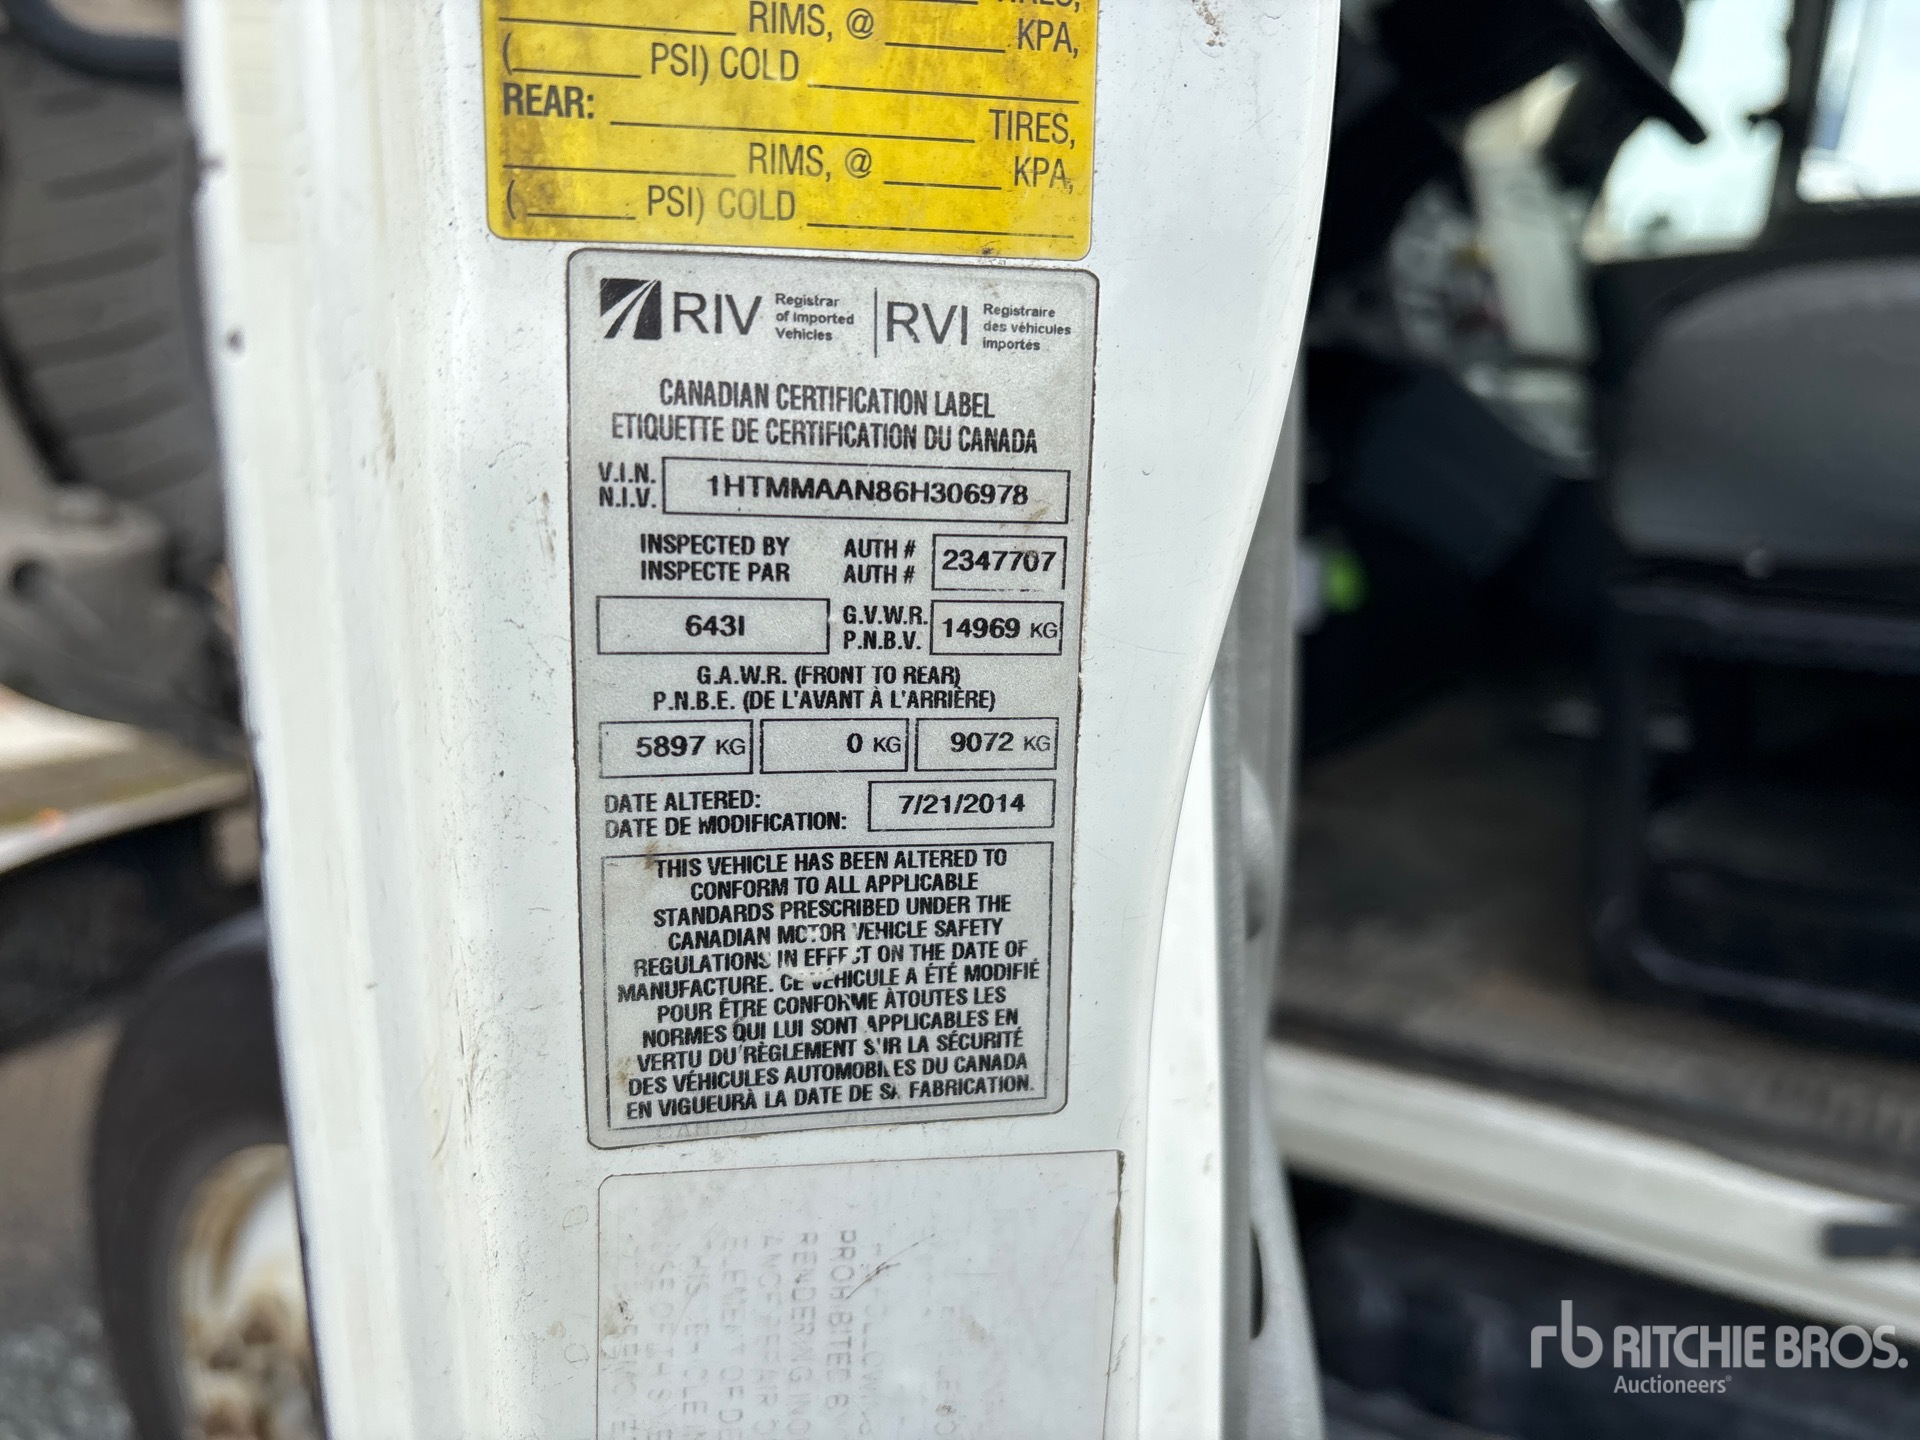 RIMS, @ KPA,
( PSI) COLD
REAR: TIRES,
RIMS, @ KPA,
( PSI) COLD
RIV Registrar of Imported Vehicles RVI Registraire des véhicules importés
CANADIAN CERTIFICATION LABEL
ETIQUETTE DE CERTIFICATION DU CANADA
V.I.N. N.I.V. 1HTMMAAN86H306978
INSPECTED BY AUTH # 2347707
INSPECTE PAR AUTH #
643I G.V.W.R. 14969 KG
P.N.B.V.
G.A.W.R. (FRONT TO REAR)
P.N.B.E. (DE L'AVANT À L'ARRIÈRE)
5897 KG 0 KG 9072 KG
DATE ALTERED: 7/21/2014
DATE DE MODIFICATION:
THIS VEHICLE HAS BEEN ALTERED TO
CONFORM TO ALL APPLICABLE
STANDARDS PRESCRIBED UNDER THE
CANADIAN MOTOR VEHICLE SAFETY
REGULATIONS IN EFFECT ON THE DATE OF
MANUFACTURE. CE VEHICULE A ÉTÉ MODIFIÉ
POUR ÊTRE CONFORME ÀTOUTES LES
NORMES QUI LUI SONT APPLICABLES EN
VERTU DU RÈGLEMENT SUR LA SÉCURITÉ
DES VÉHICULES AUTOMOBILES DU CANADA
EN VIGUEURÀ LA DATE DE SA FABRICATION.
PROHIBITED
RENDERING
rb RITCHIE BROS.
Auctioneers